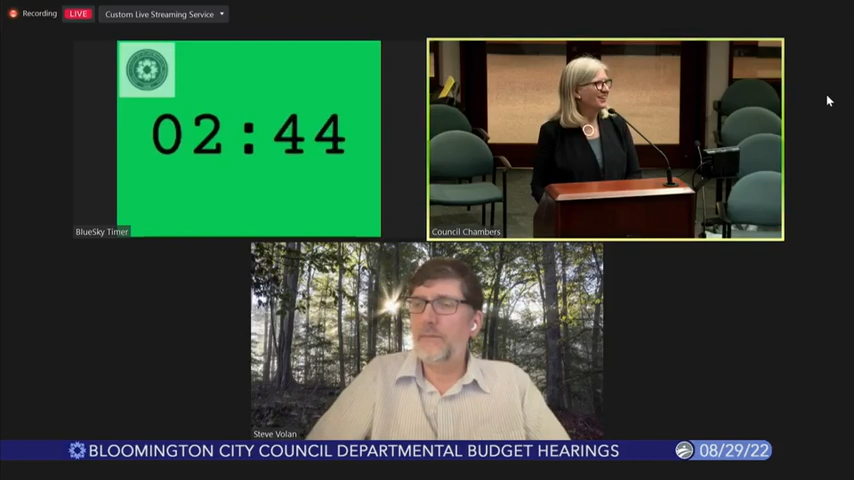 Recording
LIVE
Custom Live Streaming Service
02:44
BlueSky Timer
Council Chambers
Steve Volan
BLOOMINGTON CITY COUNCIL DEPARTMENTAL BUDGET HEARINGS
08/29/22